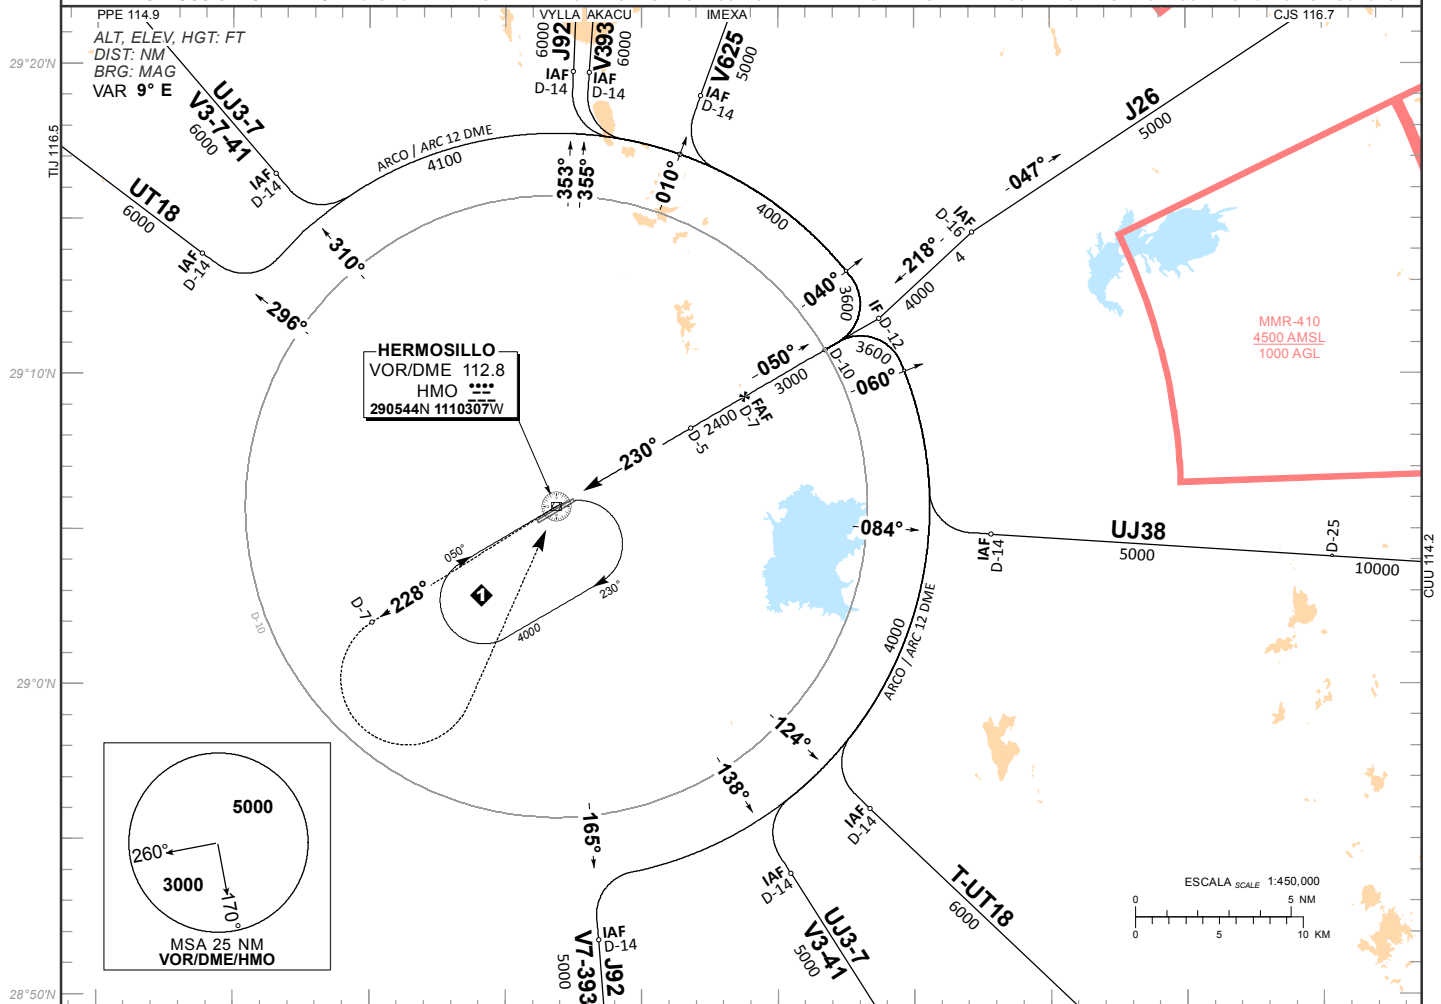 PPE 114.9
VYLLA
AKACU
IMEXA
CJS 116.7
ALT, ELEV, HGT: FT
DIST: NM
BRG: MAG
VAR 9° E
29°20'N
TIJ 116.5
UJ3-7
V3-7-41
6000
IAF
D-14
UT18
6000
IAF
D-14
6000
J92
IAF
D-14
V393
6000
IAF
D-14
V625
5000
IAF
D-14
ARCO / ARC 12 DME
4100
353°
355°
010°
4000
J26
5000
047°
IAF
D-16
218°
4
4000
310°
296°
040°
3600
IF
D-12
MMR-410
4500 AMSL
1000 AGL
HERMOSILLO
VOR/DME 112.8
HMO
290544N 1110307W
29°10'N
050°
3000
D-10
3600
060°
FAF
D-7
2400
D-5
230°
084°
IAF
D-14
UJ38
5000
D-25
10000
CUU 114.2
050°
1
230°
4000
228°
D-7
D-10
4000
ARCO / ARC 12 DME
29°0'N
124°
138°
165°
IAF
D-14
T-UT18
6000
IAF
D-14
UJ3-7
V3-41
5000
IAF
D-14
J92
V7-393
5000
5000
260°
3000
170°
MSA 25 NM
VOR/DME/HMO
ESCALA SCALE 1:450,000
0
5 NM
0
5
10 KM
28°50'N